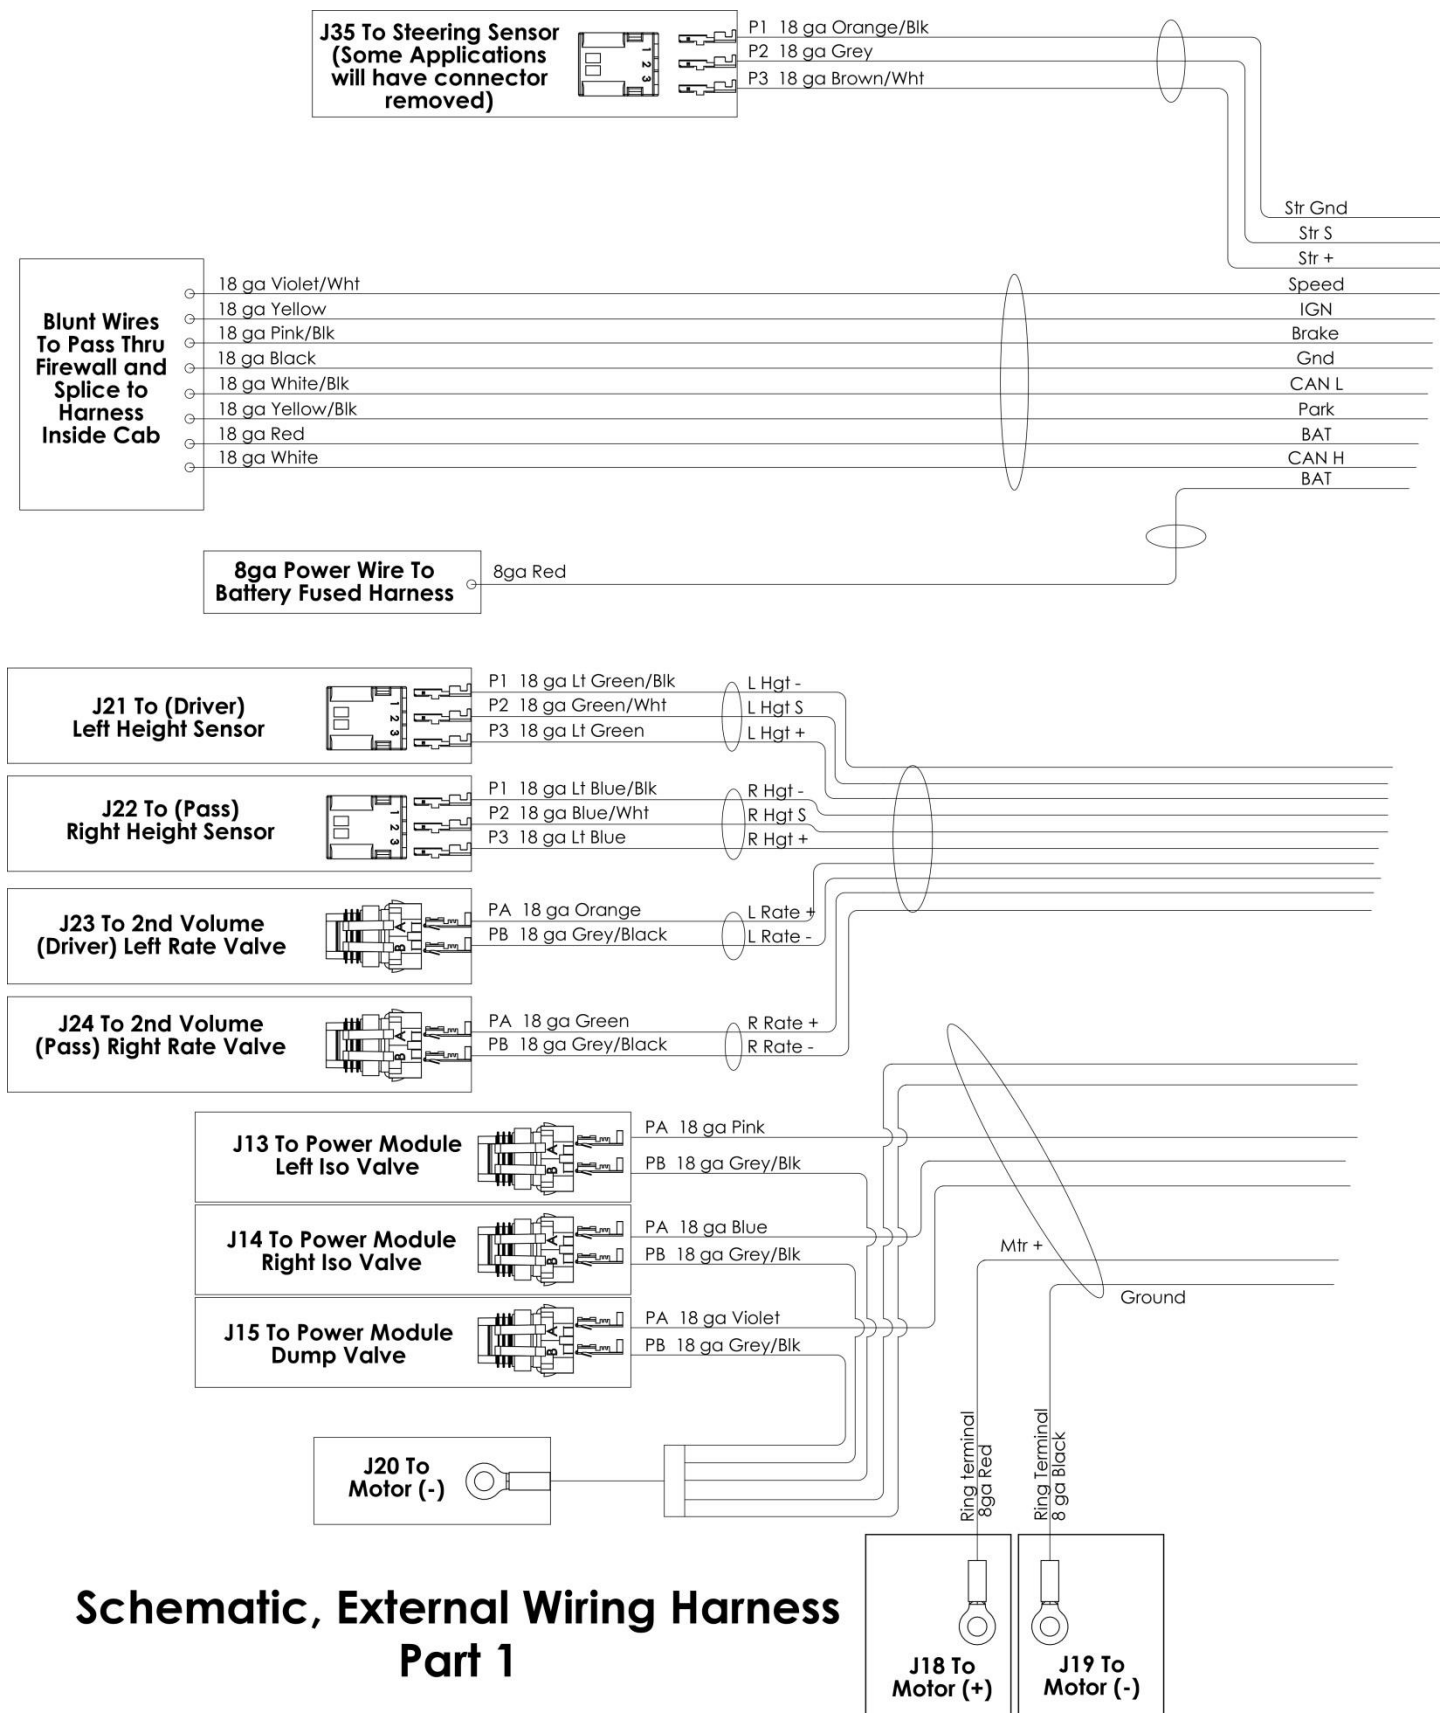 J35 To Steering Sensor
(Some Applications
will have connector
removed)
1
2
3
P1 18 ga Orange/Blk
P2 18 ga Grey
P3 18 ga Brown/Wht
Str Gnd
Str S
Str +
Blunt Wires
To Pass Thru
Firewall and
Splice to
Harness
Inside Cab
18 ga Violet/Wht
Speed
18 ga Yellow
IGN
18 ga Pink/Blk
Brake
18 ga Black
Gnd
18 ga White/Blk
CAN L
18 ga Yellow/Blk
Park
18 ga Red
BAT
18 ga White
CAN H
BAT
8ga Power Wire To
Battery Fused Harness
8ga Red
J21 To (Driver)
Left Height Sensor
1
2
3
P1 18 ga Lt Green/Blk
L Hgt -
P2 18 ga Green/Wht
L Hgt S
P3 18 ga Lt Green
L Hgt +
J22 To (Pass)
Right Height Sensor
1
2
3
P1 18 ga Lt Blue/Blk
R Hgt -
P2 18 ga Blue/Wht
R Hgt S
P3 18 ga Lt Blue
R Hgt +
J23 To 2nd Volume
(Driver) Left Rate Valve
A
B
PA 18 ga Orange
L Rate +
PB 18 ga Grey/Black
L Rate -
J24 To 2nd Volume
(Pass) Right Rate Valve
A
B
PA 18 ga Green
R Rate +
PB 18 ga Grey/Black
R Rate -
J13 To Power Module
Left Iso Valve
A
B
PA 18 ga Pink
PB 18 ga Grey/Blk
J14 To Power Module
Right Iso Valve
A
B
PA 18 ga Blue
PB 18 ga Grey/Blk
Mtr +
Ground
J15 To Power Module
Dump Valve
A
B
PA 18 ga Violet
PB 18 ga Grey/Blk
J20 To
Motor (-)
Ring terminal
8ga Red
Ring Terminal
8 ga Black
J18 To
Motor (+)
J19 To
Motor (-)
Schematic, External Wiring Harness
Part 1